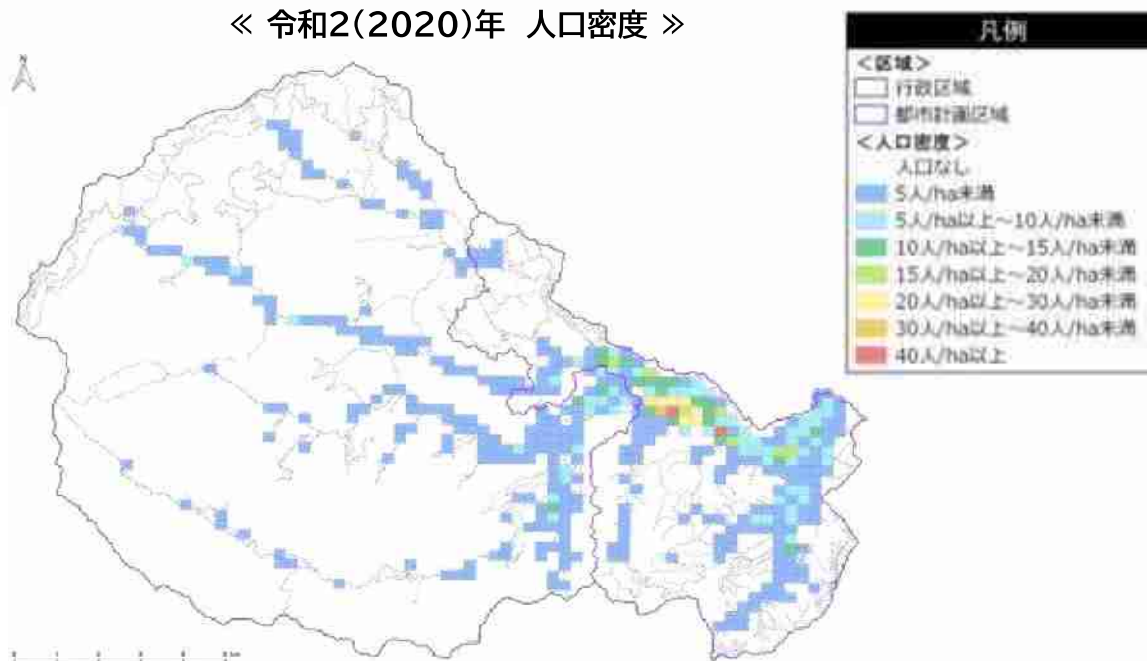 ≪ 令和2(2020)年 人口密度 ≫
凡例
<区域>
行政区域
都市計画区域
<人口密度>
人口なし
5人/ha未満
5人/ha以上～10人/ha未満
10人/ha以上～15人/ha未満
15人/ha以上～20人/ha未満
20人/ha以上～30人/ha未満
30人/ha以上～40人/ha未満
40人/ha以上
N